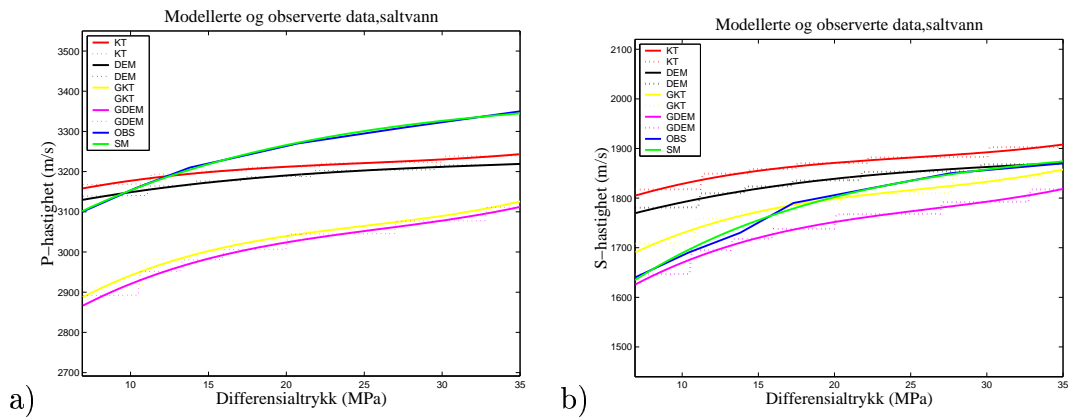 Modellerte og observerte data,saltvann
P−hastighet (m/s)
3500
3400
3300
3200
3100
3000
2900
2800
2700
KT
KT
DEM
DEM
GKT
GKT
GDEM
GDEM
OBS
SM
10
15
20
25
30
35
Differensialtrykk (MPa)
a)
Modellerte og observerte data,saltvann
S−hastighet (m/s)
2100
2000
1900
1800
1700
1600
1500
KT
KT
DEM
DEM
GKT
GKT
GDEM
GDEM
OBS
SM
10
15
20
25
30
35
Differensialtrykk (MPa)
b)